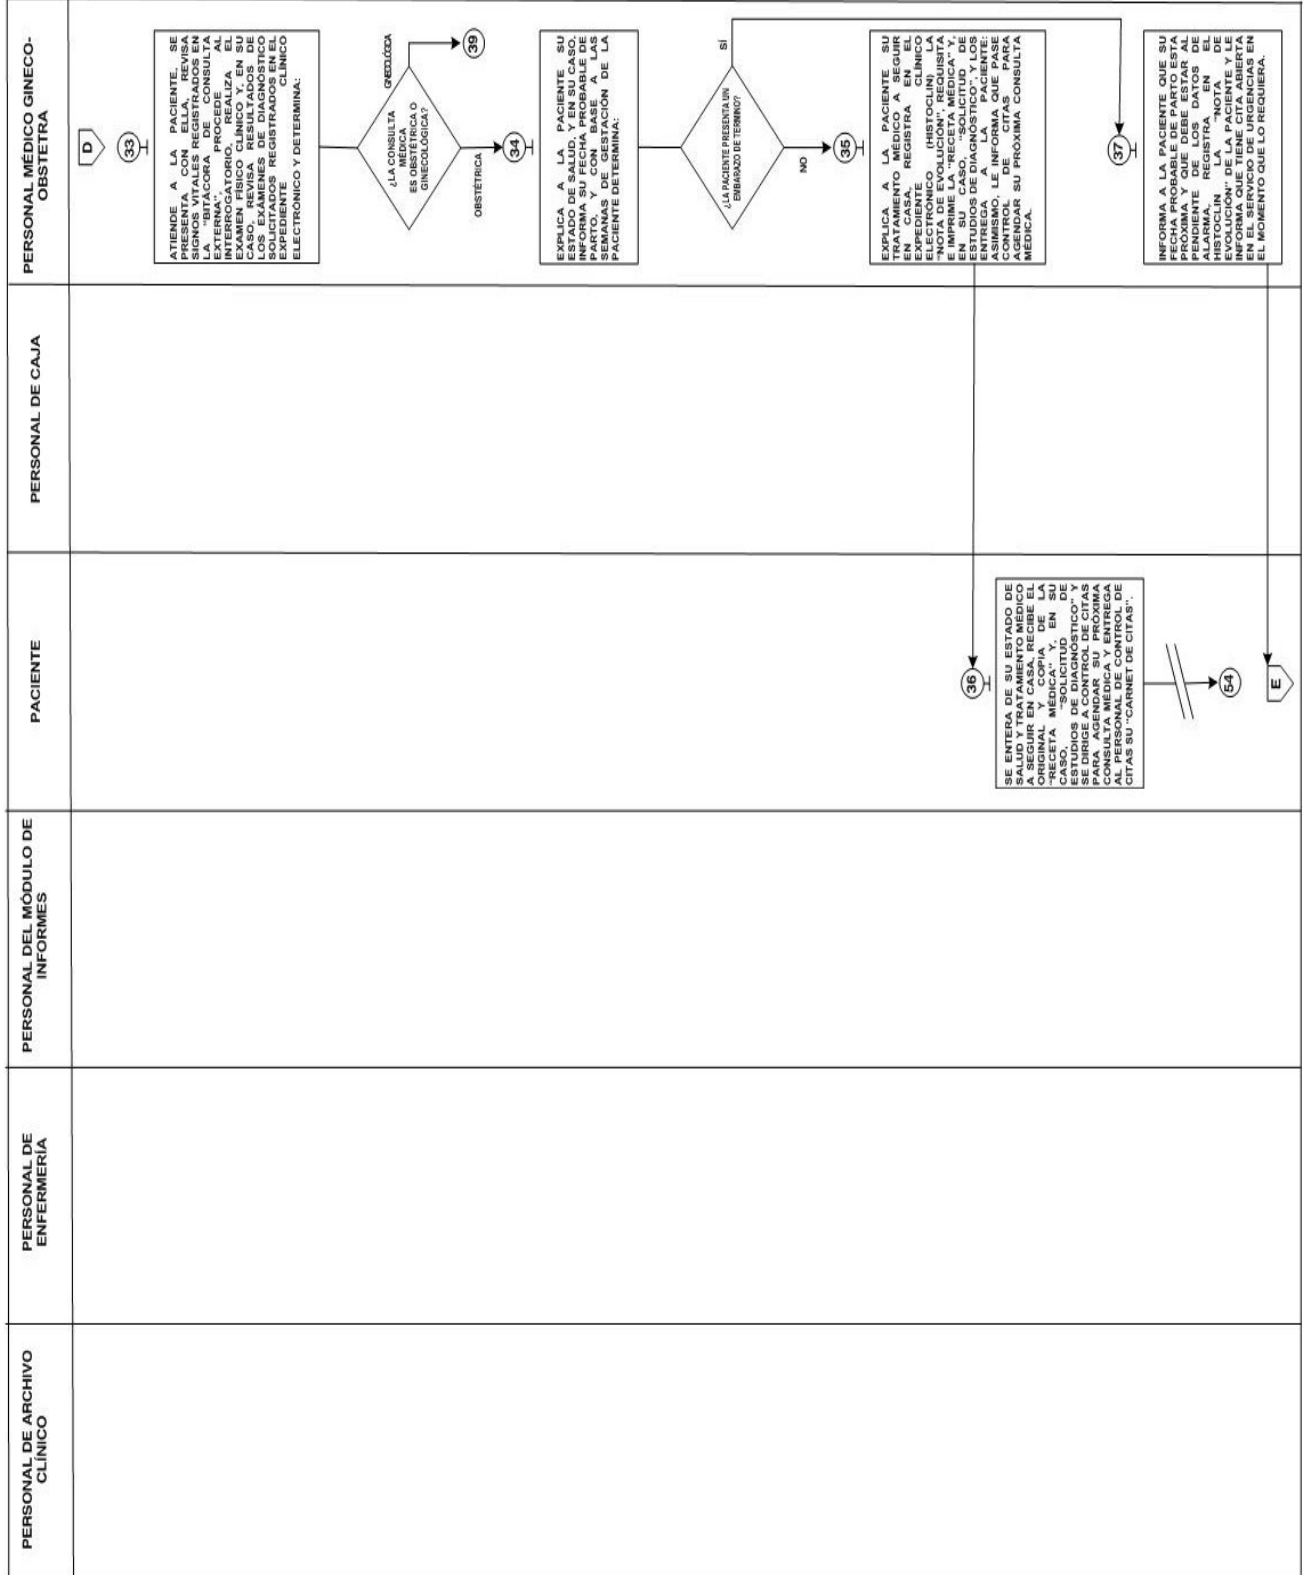 PERSONAL DE ARCHIVO
CLÍNICO
PERSONAL DE
ENFERMERÍA
PERSONAL DEL MÓDULO DE
INFORMES
PACIENTE
PERSONAL DE CAJA
PERSONAL MÉDICO GINECO-
OBSTETRA
D
33
ATIENDE A LA PACIENTE, SE
PRESENTA CON ELLA, REVISA
SIGNOS VITALES REGISTRADOS EN
LA "BITÁCORA DE CONSULTA
EXTERNA", PROCEDE AL
INTERROGATORIO, REALIZA EL
EXAMEN FÍSICO CLÍNICO Y, EN SU
CASO, REVISA RESULTADOS DE
LOS EXÁMENES DE DIAGNÓSTICO
SOLICITADOS REGISTRADOS EN EL
EXPEDIENTE CLÍNICO
ELECTRÓNICO Y DETERMINA:
¿LA CONSULTA
MÉDICA
ES OBSTÉTRICA O
GINECOLÓGICA?
GINECOLÓGICA
39
OBSTÉTRICA
34
EXPLICA A LA PACIENTE SU
ESTADO DE SALUD, Y EN SU CASO,
INFORMA SU FECHA PROBABLE DE
PARTO, Y CON BASE A LAS
SEMANAS DE GESTACIÓN DE LA
PACIENTE DETERMINA:
¿LA PACIENTE PRESENTA UN
EMBARAZO DE TERMINO?
SÍ
NO
35
EXPLICA A LA PACIENTE SU
TRATAMIENTO MÉDICO A SEGUIR
EN CASA, REGISTRA EN EL
EXPEDIENTE CLÍNICO
ELECTRÓNICO (HISTOCLIN) LA
"NOTA DE EVOLUCIÓN", REQUISITA
E IMPRIME LA "RECETA MÉDICA" Y,
EN SU CASO, "SOLICITUD DE
ESTUDIOS DE DIAGNÓSTICO", Y LOS
ENTREGA A LA PACIENTE;
ASIMISMO, LE INFORMA QUE PASE
CONTROL DE CITAS PARA
AGENDAR SU PRÓXIMA CONSULTA
MÉDICA.
36
SE ENTERA DE SU ESTADO DE
SALUD Y TRATAMIENTO MÉDICO
A SEGUIR EN CASA, RECIBE EL
ORIGINAL Y COPIA DE LA
"RECETA MÉDICA" Y, EN SU
CASO, "SOLICITUD DE
ESTUDIOS DE DIAGNÓSTICO" Y
SE DIRIGE A CONTROL DE CITAS
PARA AGENDAR SU PRÓXIMA
CONSULTA MÉDICA Y ENTREGA
AL PERSONAL DE CONTROL DE
CITAS SU "CARNET DE CITAS".
54
37
INFORMA A LA PACIENTE QUE SU
FECHA PROBABLE DE PARTO ESTA
PRÓXIMA Y QUE DEBE ESTAR AL
PENDIENTE DE LOS DATOS DE
ALARMA, REGISTRA EN EL
HISTOCLIN LA "NOTA DE
EVOLUCIÓN" DE LA PACIENTE Y LE
INFORMA QUE TIENE CITA ABIERTA
EN EL SERVICIO DE URGENCIAS EN
EL MOMENTO QUE LO REQUIERA.
E